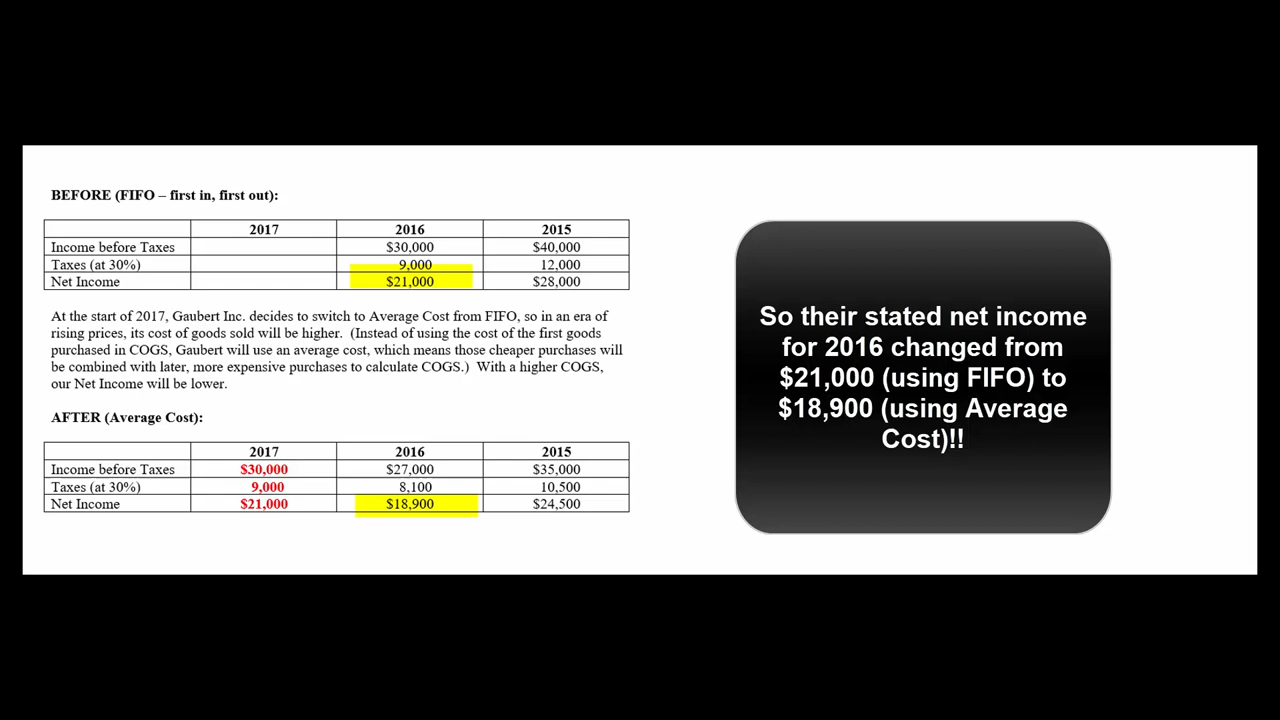 BEFORE (FIFO – first in, first out):
2017 2016 2015
Income before Taxes $30,000 $40,000
Taxes (at 30%) 9,000 12,000
Net Income $21,000 $28,000
At the start of 2017, Gaubert Inc. decides to switch to Average Cost from FIFO, so in an era of
rising prices, its cost of goods sold will be higher. (Instead of using the cost of the first goods
purchased in COGS, Gaubert will use an average cost, which means those cheaper purchases will
be combined with later, more expensive purchases to calculate COGS.) With a higher COGS,
our Net Income will be lower.
AFTER (Average Cost):
2017 2016 2015
Income before Taxes $30,000 $27,000 $35,000
Taxes (at 30%) 9,000 8,100 10,500
Net Income $21,000 $18,900 $24,500
So their stated net income
for 2016 changed from
$21,000 (using FIFO) to
$18,900 (using Average
Cost)!!